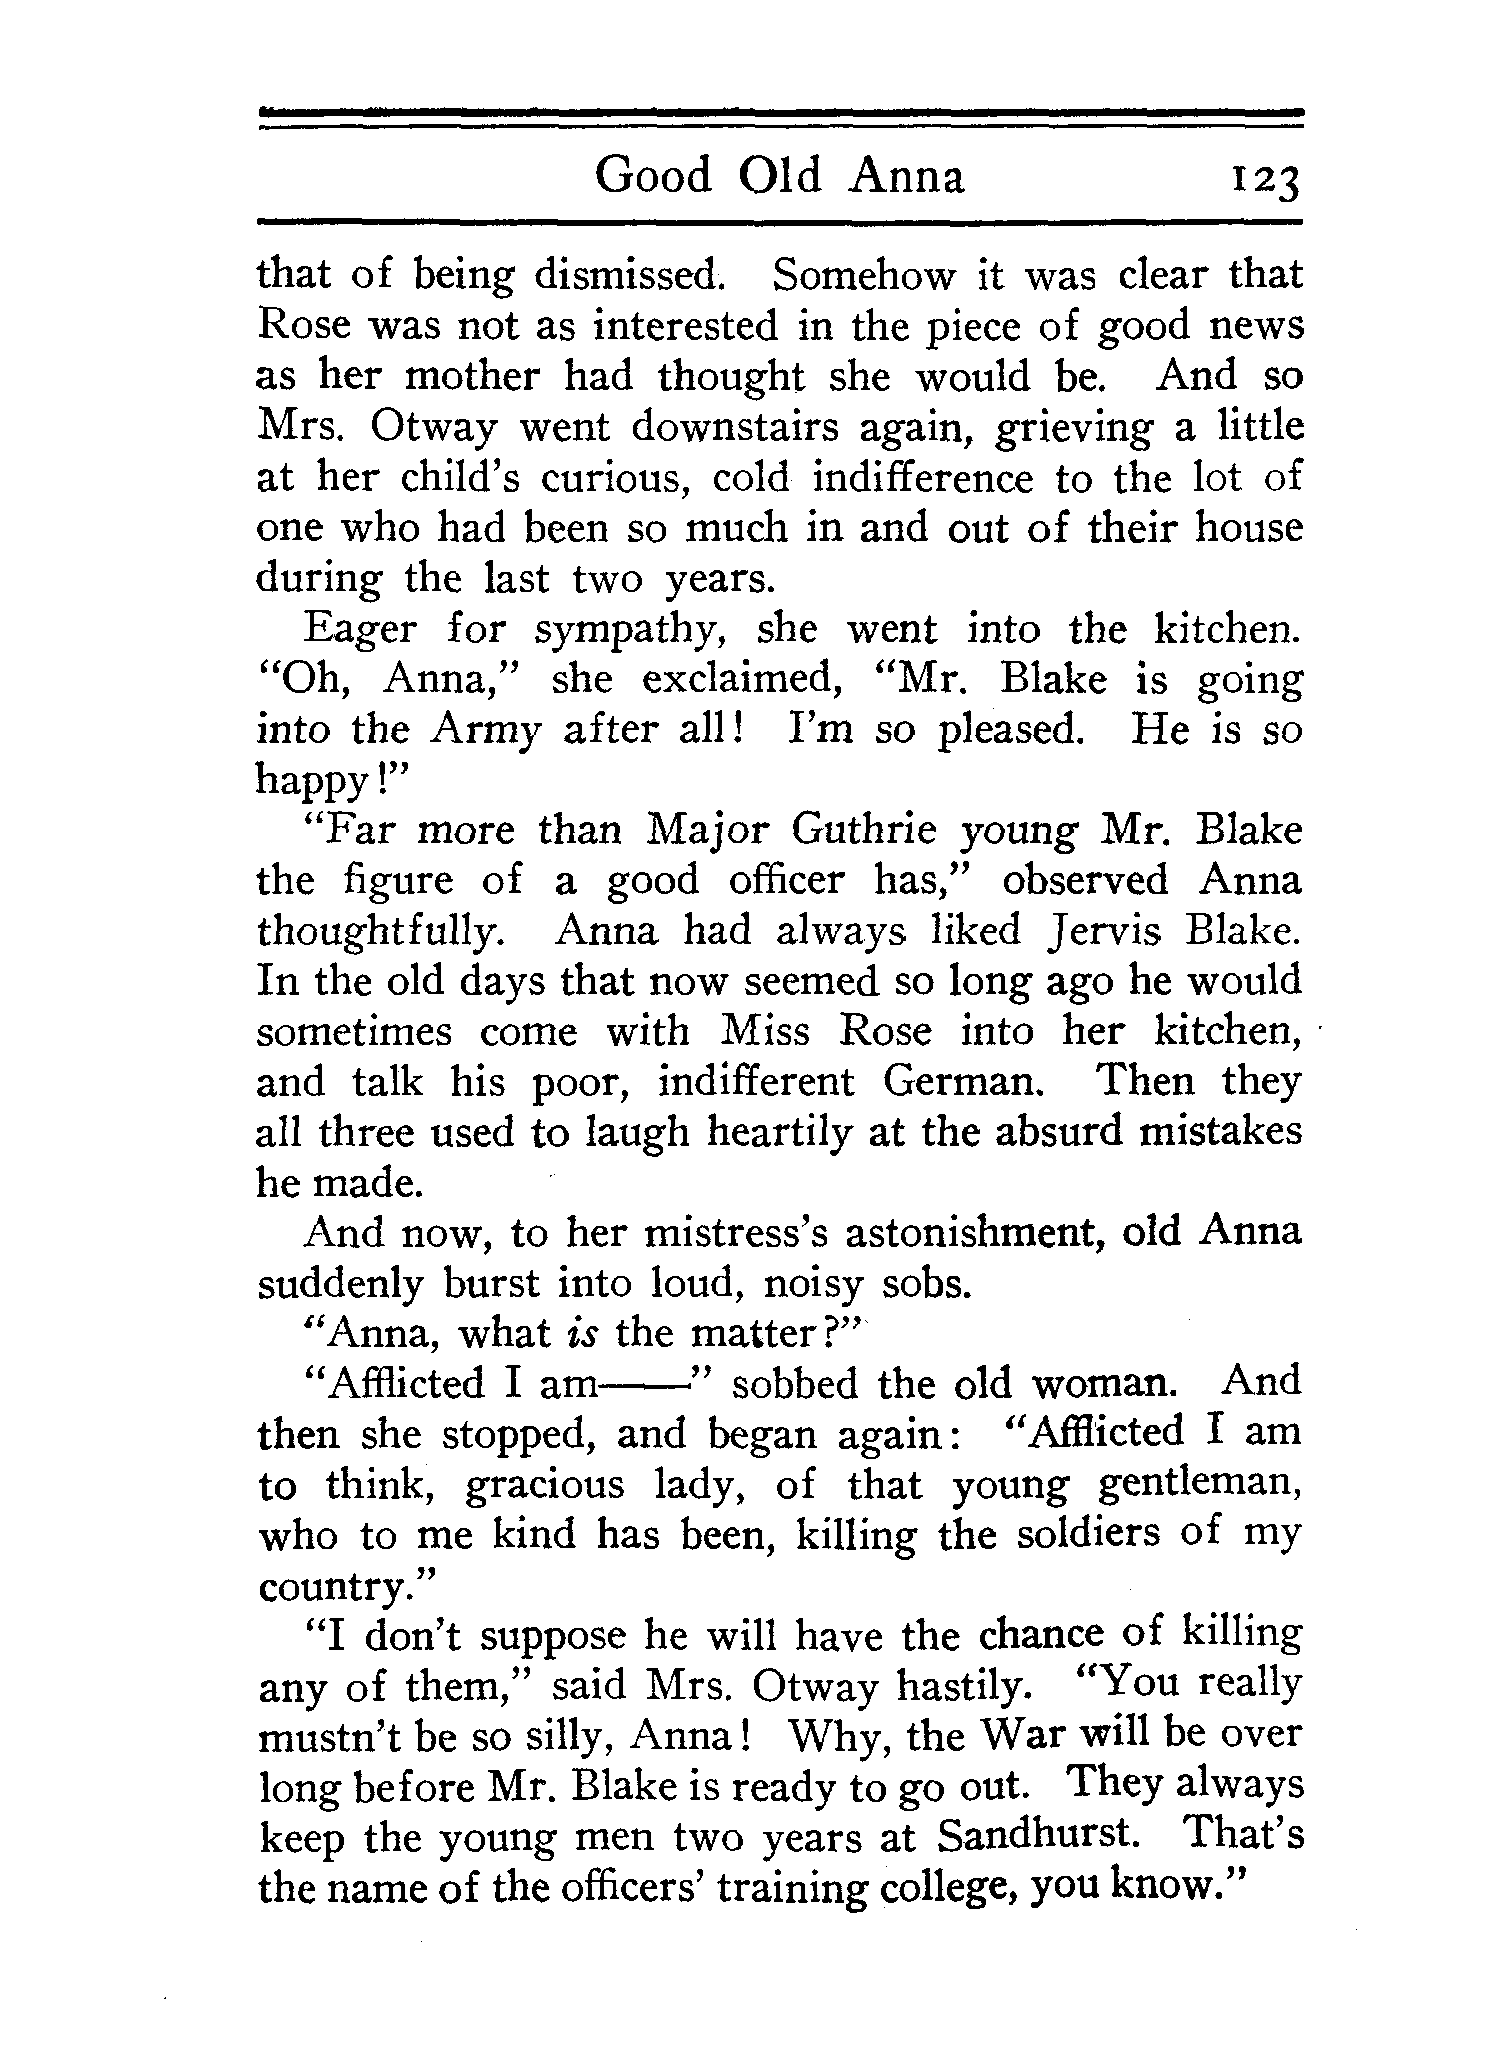 Good Old Anna 123
that of being dismissed. Somehow it was clear that
Rose was not as interested in the piece of good news
as her mother had thought she would be. And so
Mrs. Otway went downstairs again, grieving a little
at her child's curious, cold indifference to the lot of
one who had been so much in and out of their house
during the last two years.
Eager for sympathy, she went into the kitchen.
"Oh, Anna," she exclaimed, "Mr. Blake is going
into the Army after all! I'm so pleased. He is so
happy!"
"Far more than Major Guthrie young Mr. Blake
the figure of a good officer has," observed Anna
thoughtfully. Anna had always liked Jervis Blake.
In the old days that now seemed so long ago he would
sometimes come with Miss Rose into her kitchen,
and talk his poor, indifferent German. Then they
all three used to laugh heartily at the absurd mistakes
he made.
And now, to her mistress's astonishment, old Anna
suddenly burst into loud, noisy sobs.
"Anna, what is the matter?"
"Afflicted I am——" sobbed the old woman. And
then she stopped, and began again: "Afflicted I am
to think, gracious lady, of that young gentleman,
who to me kind has been, killing the soldiers of my
country."
"I don't suppose he will have the chance of killing
any of them," said Mrs. Otway hastily. "You really
mustn't be so silly, Anna! Why, the War will be over
long before Mr. Blake is ready to go out. They always
keep the young men two years at Sandhurst. That's
the name of the officers' training college, you know."